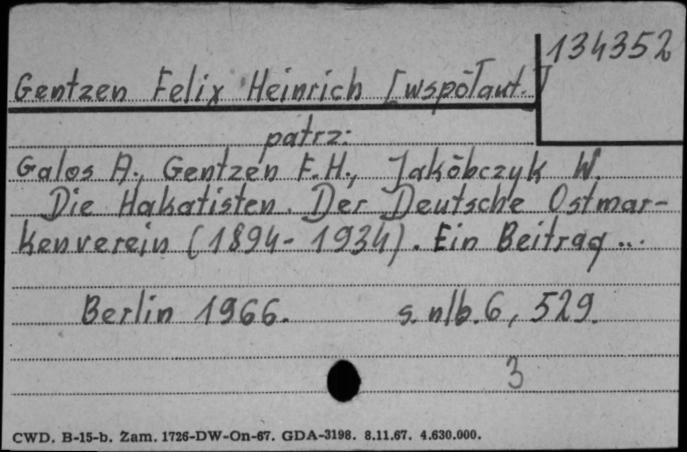 134352
Gentzen Felix Heinrich [współaut.]
patrz:
Galos A., Gentzen F.H., Jakóbczyk W.
Die Hakatisten. Der Deutsche Ostmar-
kenverein (1894-1934). Ein Beitrag ...
Berlin 1966. s. nlb. 6, 529.
3
CWD. B-15-b. Zam. 1726-DW-On-67. GDA-3198. 8.11.67. 4.630.000.